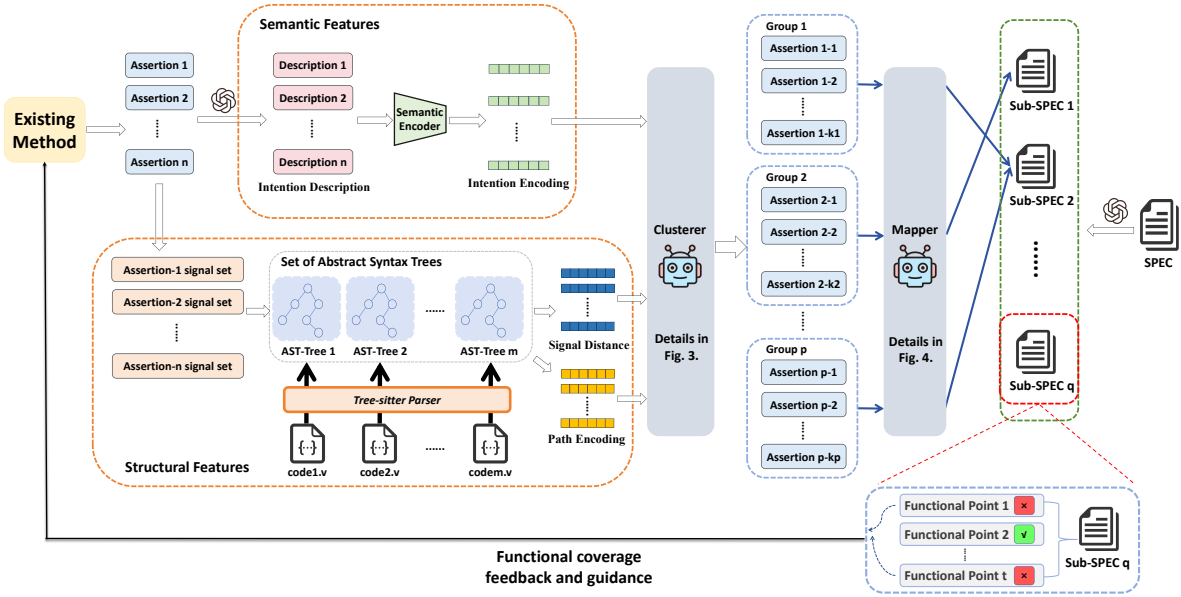 Existing
Method
Assertion 1
Assertion 2
Assertion n
Semantic Features
Description 1
Description 2
Description n
Intention Description
Semantic
Encoder
Intention Encoding
Structural Features
Assertion-1 signal set
Assertion-2 signal set
Assertion-n signal set
Set of Abstract Syntax Trees
......
AST-Tree 1
AST-Tree 2
AST-Tree m
Tree-sitter Parser
{··}
{··}
{··}
......
code1.v
code2.v
codem.v
Signal Distance
Path Encoding
Clusterer
Details in
Fig. 3.
Group 1
Assertion 1-1
Assertion 1-2
Assertion 1-k1
Group 2
Assertion 2-1
Assertion 2-2
Assertion 2-k2
Group p
Assertion p-1
Assertion p-2
Assertion p-kp
Mapper
Details in
Fig. 4.
Sub-SPEC 1
Sub-SPEC 2
Sub-SPEC q
SPEC
Functional Point 1 ×
Functional Point 2 √
Functional Point t ×
Sub-SPEC q
Functional coverage
feedback and guidance